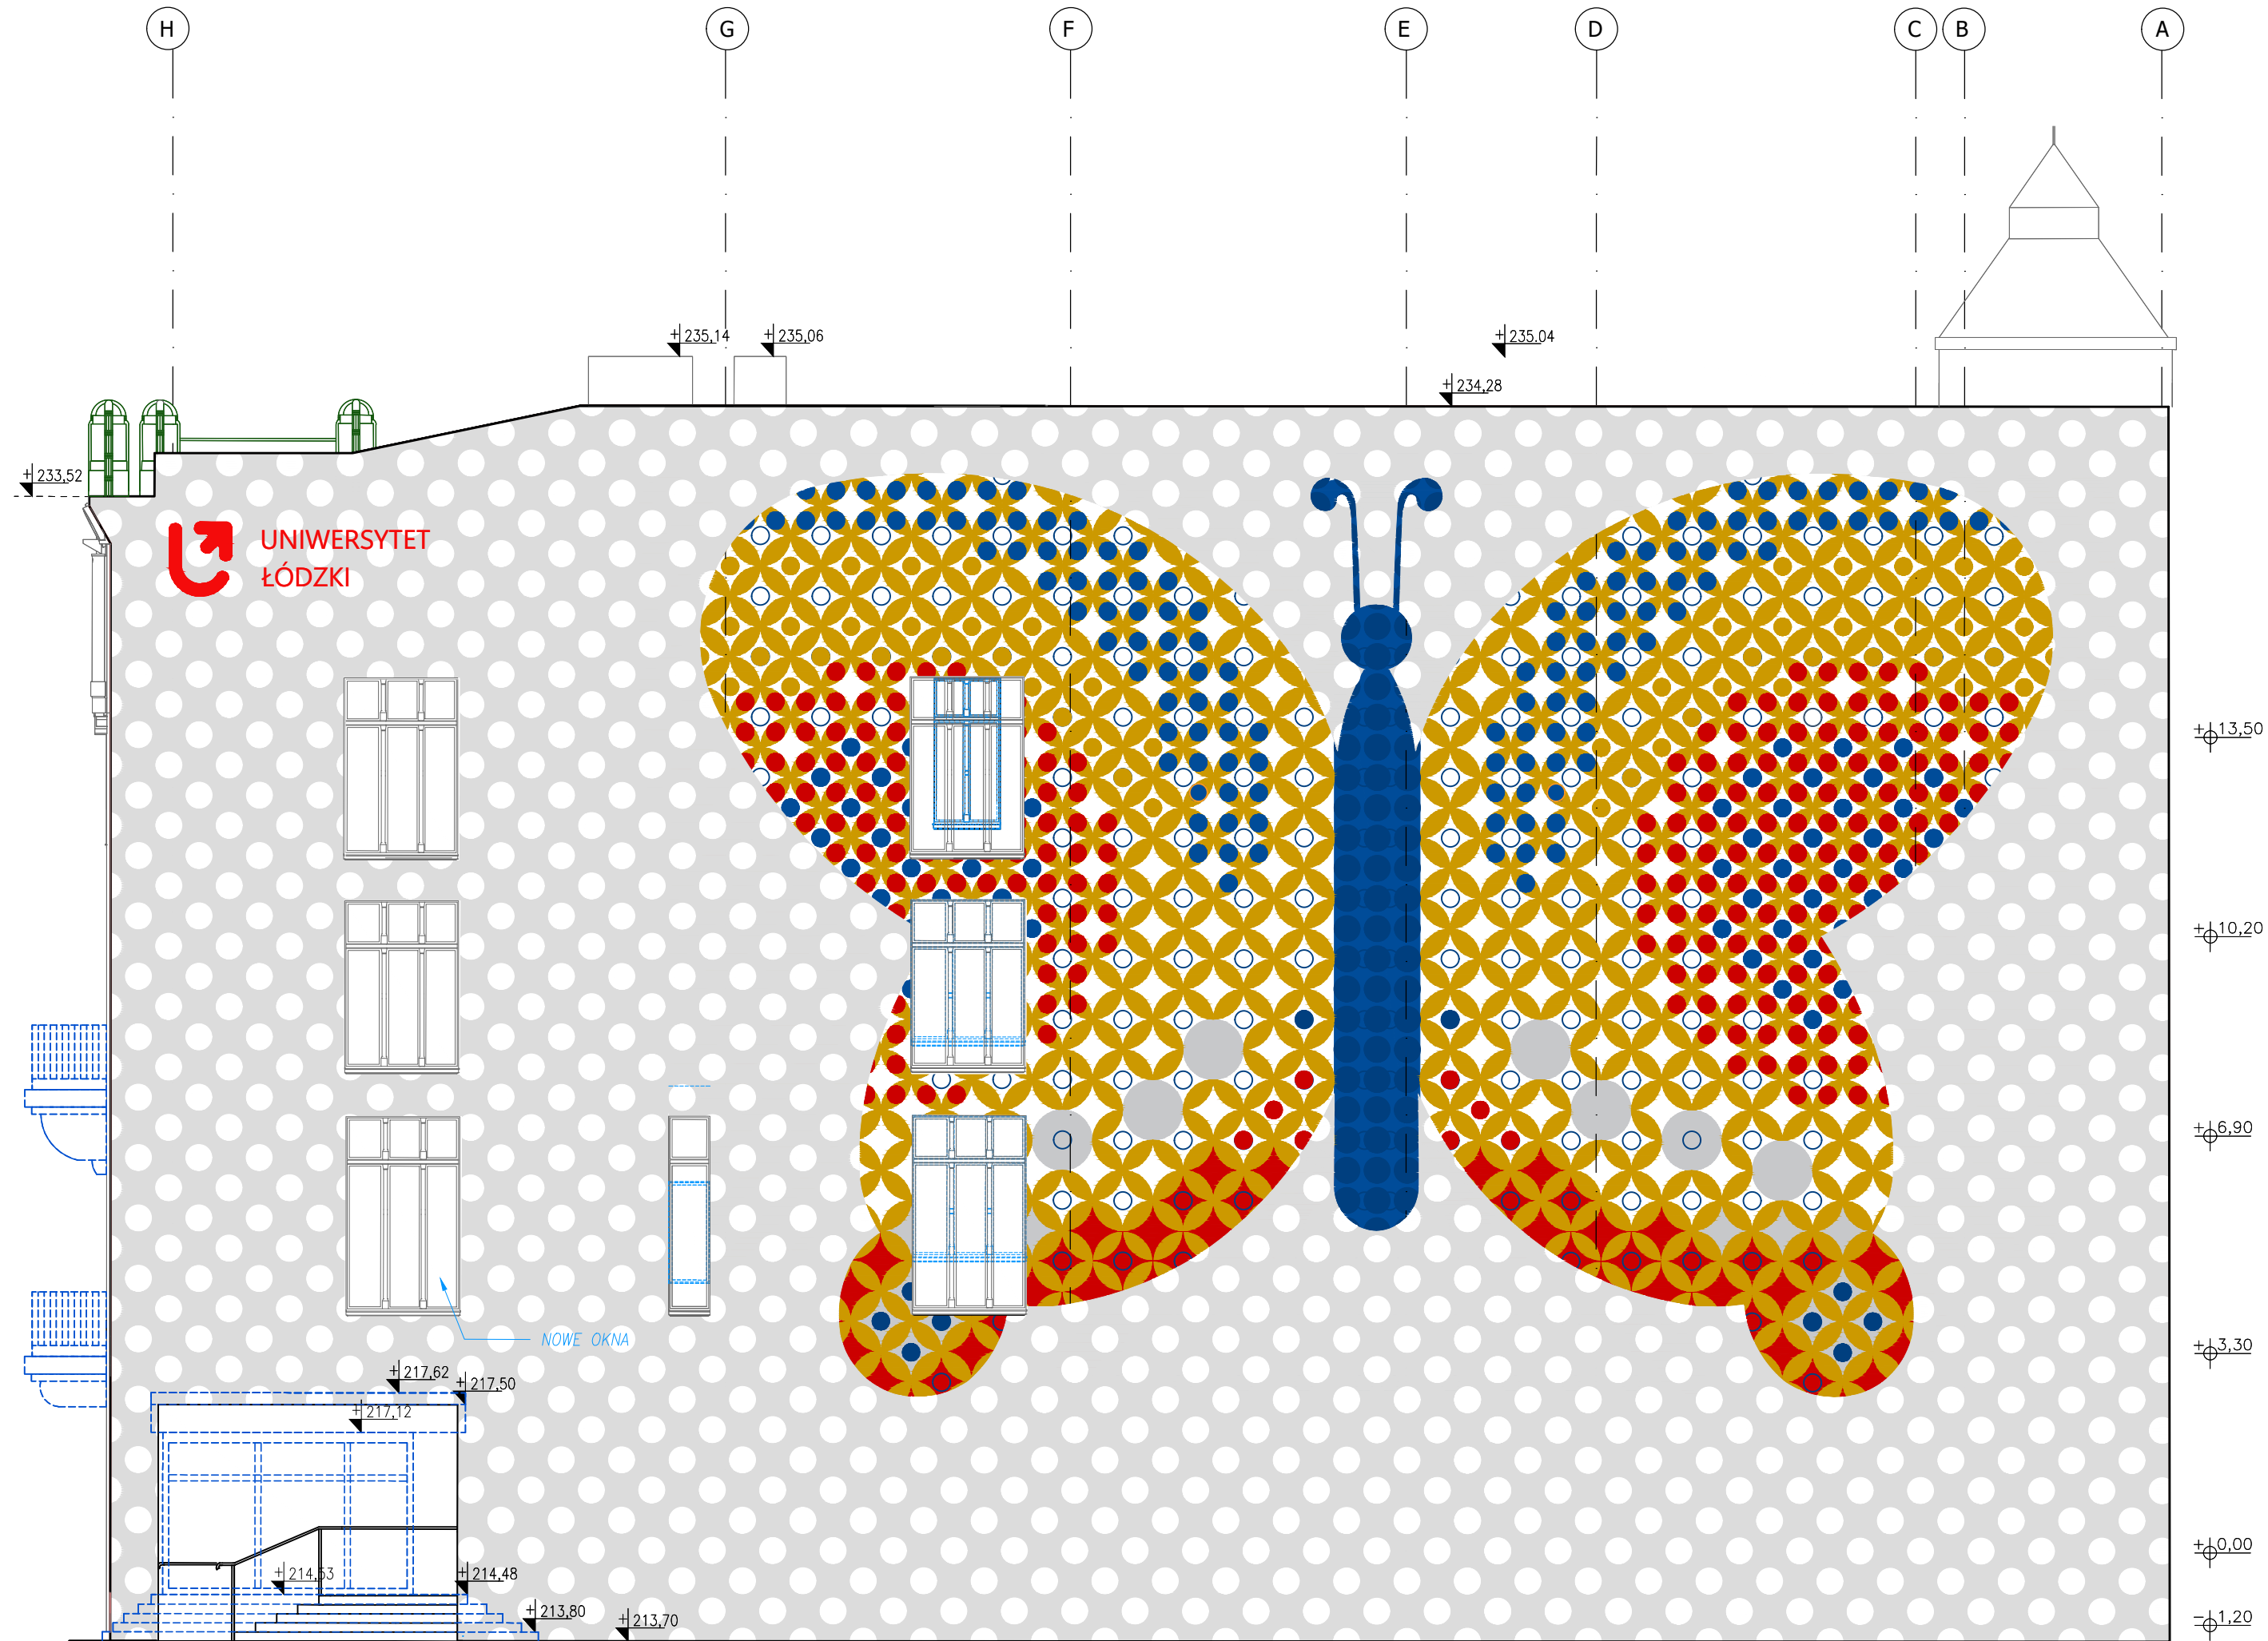 H G F E D C B A
+235,14 +235,06 +235.04
+234,28
+233,52
UNIWERSYTET
ŁÓDZKI
+13,50
+10,20
+6,90
NOWE OKNA
+3,30
+217,62
+217,50
+217,12
+0,00
+214,53 +214,48
+213,80 +213,70
-1,20